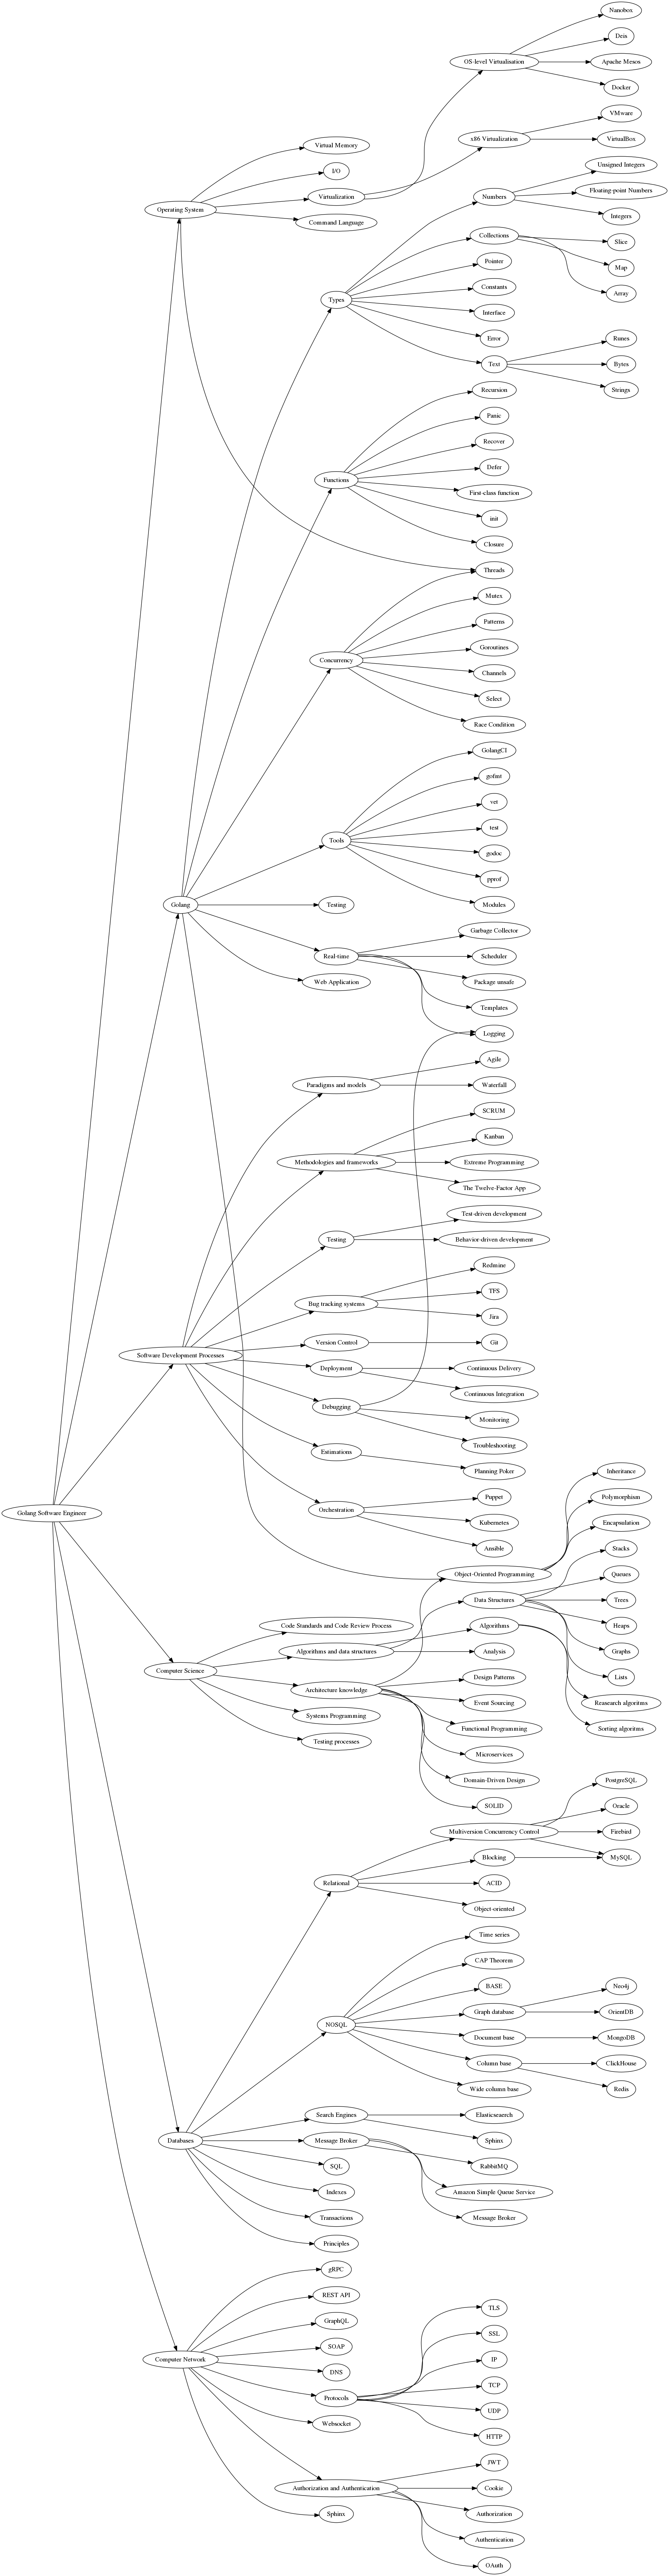 Nanobox
Deis
OS-level Virtualisation
Apache Mesos
Docker
VMware
x86 Virtualization
VirtualBox
Virtual Memory
Unsigned Integers
I/O
Floating-point Numbers
Virtualization
Numbers
Operating System
Integers
Command Language
Collections
Slice
Pointer
Map
Constants
Array
Types
Interface
Error
Runes
Text
Bytes
Strings
Recursion
Panic
Recover
Defer
Functions
First-class function
init
Closure
Threads
Mutex
Patterns
Goroutines
Concurrency
Channels
Select
Race Condition
GolangCI
gofmt
vet
test
Tools
godoc
pprof
Modules
Golang
Testing
Garbage Collector
Real-time
Scheduler
Web Application
Package unsafe
Templates
Logging
Agile
Paradigms and models
Waterfall
SCRUM
Kanban
Methodologies and frameworks
Extreme Programming
The Twelve-Factor App
Test-driven development
Testing
Behavior-driven development
Redmine
TFS
Bug tracking systems
Jira
Version Control
Git
Software Development Processes
Deployment
Continuous Delivery
Continuous Integration
Debugging
Monitoring
Troubleshooting
Estimations
Planning Poker
Inheritance
Puppet
Polymorphism
Orchestration
Golang Software Engineer
Kubernetes
Encapsulation
Ansible
Stacks
Object-Oriented Programming
Queues
Data Structures
Trees
Code Standards and Code Review Process
Algorithms
Heaps
Algorithms and data structures
Analysis
Graphs
Computer Science
Design Patterns
Lists
Architecture knowledge
Event Sourcing
Reasearch algoritms
Systems Programming
Functional Programming
Sorting algoritms
Testing processes
Microservices
Domain-Driven Design
PostgreSQL
SOLID
Oracle
Multiversion Concurrency Control
Firebird
Blocking
MySQL
Relational
ACID
Object-oriented
Time series
CAP Theorem
BASE
Neo4j
Graph database
OrientDB
NOSQL
Document base
MongoDB
Column base
ClickHouse
Wide column base
Redis
Search Engines
Elasticseaerch
Databases
Message Broker
Sphinx
SQL
RabbitMQ
Indexes
Amazon Simple Queue Service
Transactions
Message Broker
Principles
gRPC
REST API
TLS
GraphQL
SSL
SOAP
IP
Computer Network
DNS
TCP
Protocols
UDP
Websocket
HTTP
JWT
Authorization and Authentication
Cookie
Sphinx
Authorization
Authentication
OAuth